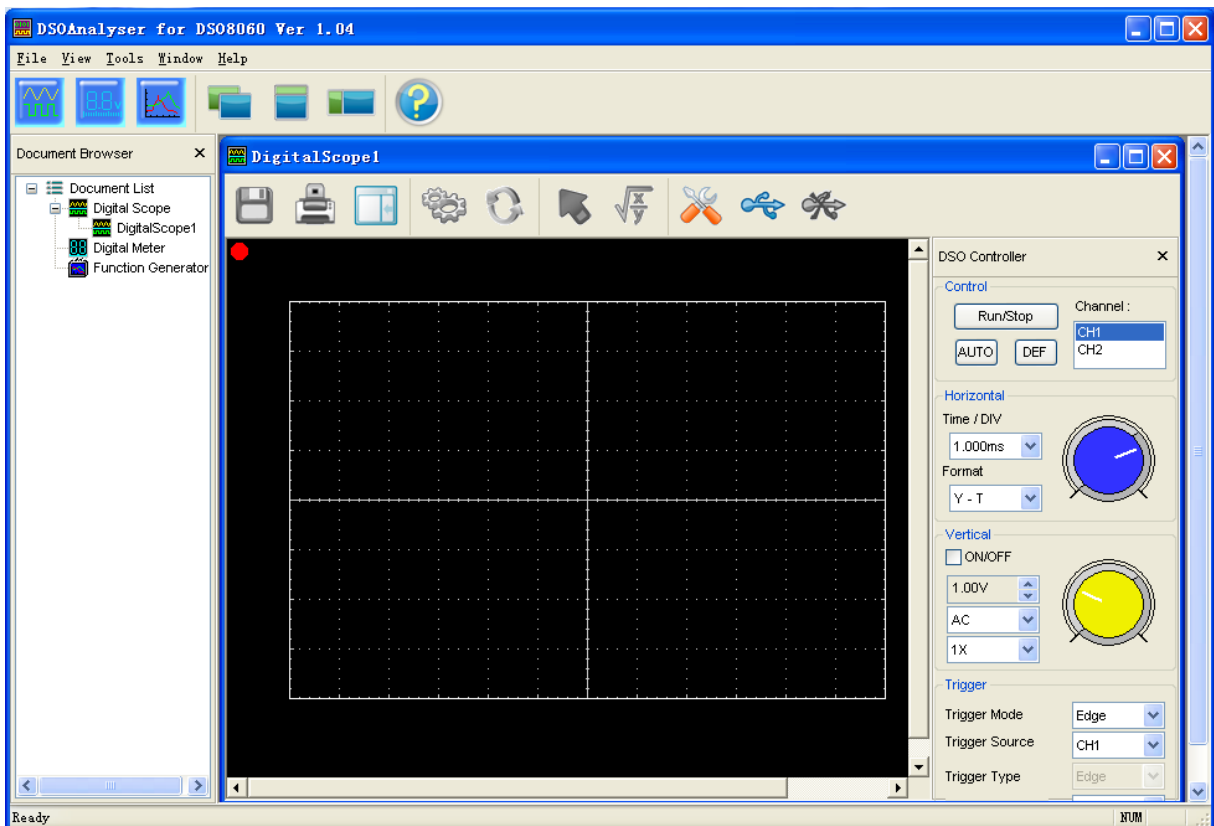 DSOAnalyser for DSO8060 Ver 1.04
File View Tools Window Help
8.8v
?
Document Browser
Document List
Digital Scope
DigitalScope1
88 Digital Meter
Function Generator
DigitalScope1
√x/y
DSO Controller
Control
Run/Stop
Channel :
CH1
AUTO DEF
CH2
Horizontal
Time / DIV
1.000ms
Format
Y - T
Vertical
ON/OFF
1.00V
AC
1X
Trigger
Trigger Mode Edge
Trigger Source CH1
Trigger Type Edge
Ready NUM